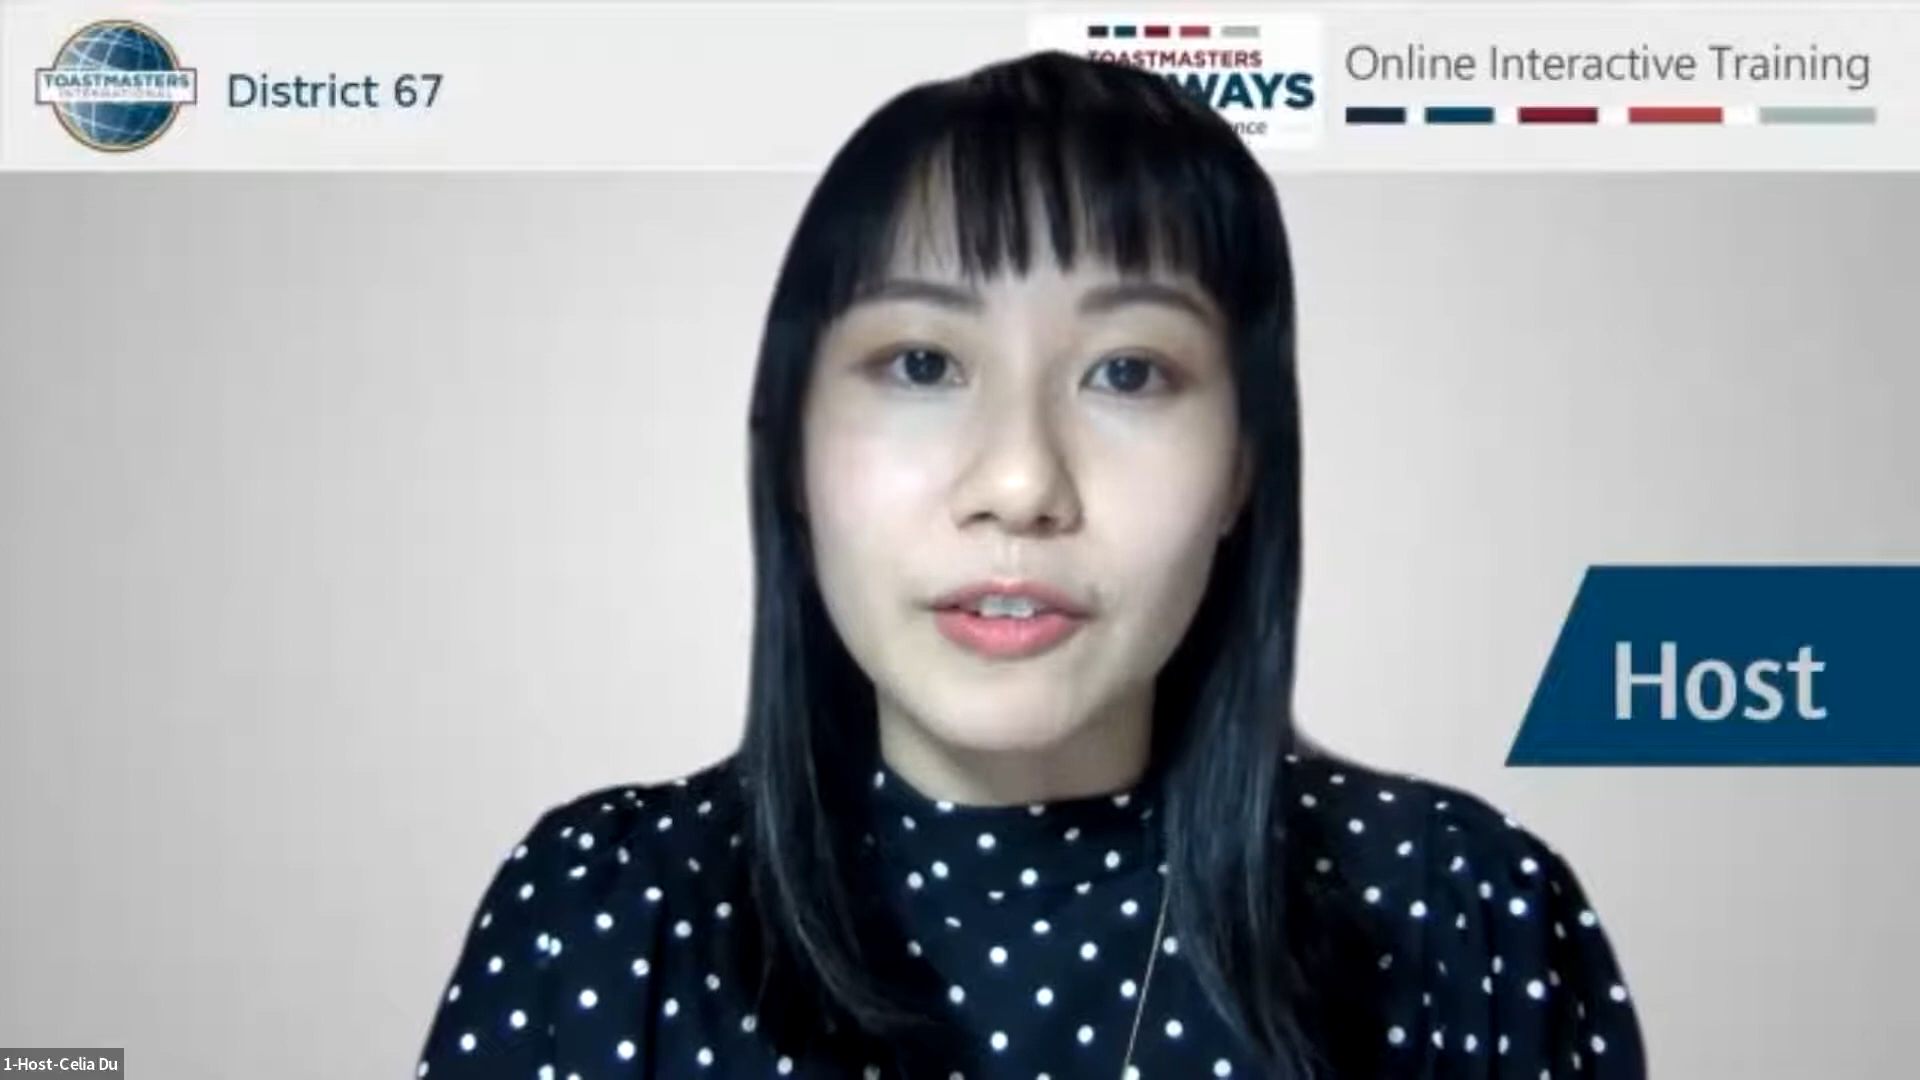 TOASTMASTERS
INTERNATIONAL
District 67
TOASTMASTERS
WAYS
Online Interactive Training
Host
1-Host-Celia Du